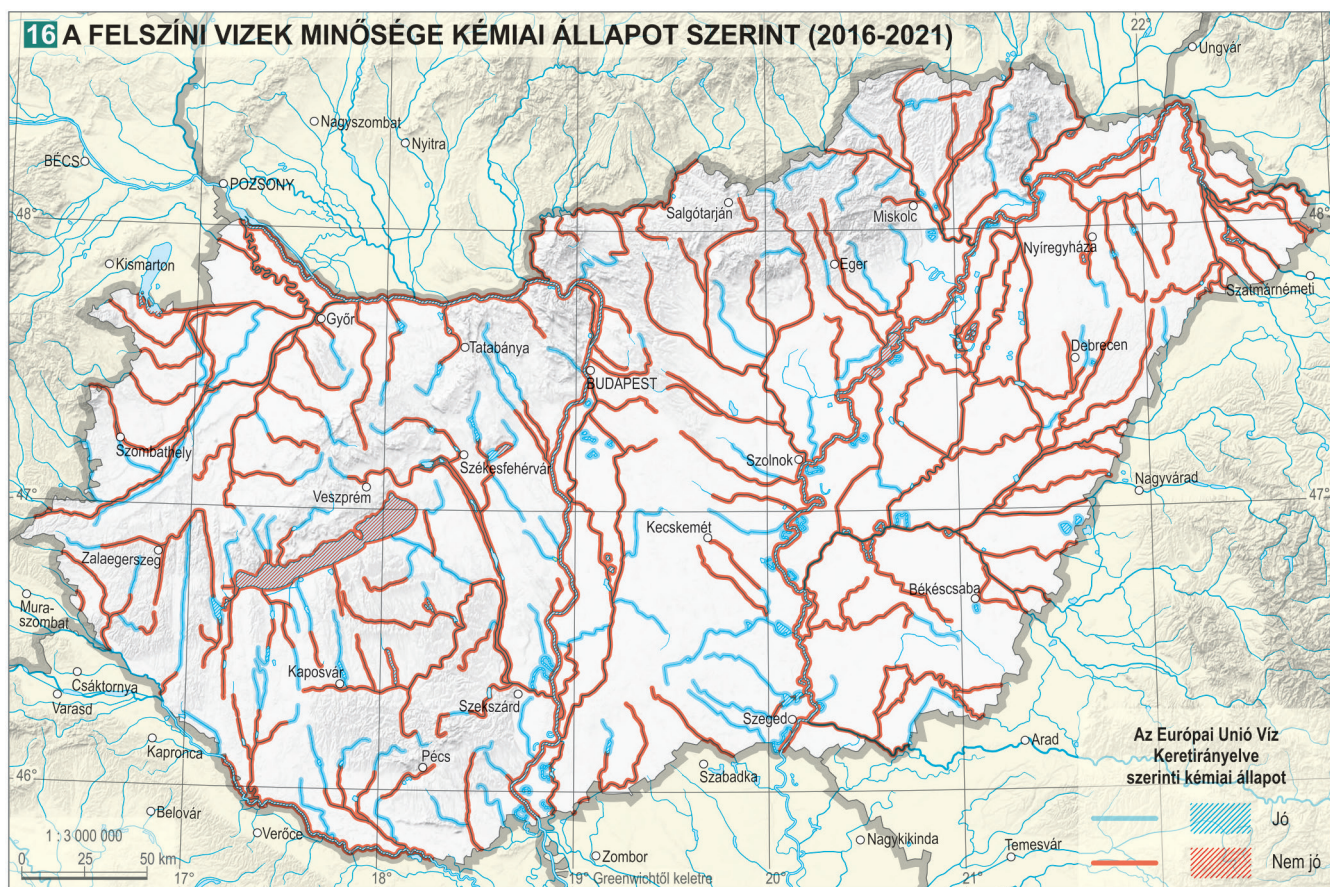 16 A FELSZÍNI VIZEK MINŐSÉGE KÉMIAI ÁLLAPOT SZERINT (2016-2021)
22°
Ungvár
Nagyszombat
Nyitra
BÉCS
POZSONY
48°
Salgótarján
Miskolc
48°
Nyíregyháza
Kismarton
Eger
Szatmárnémeti
Győr
Tatabánya
Debrecen
BUDAPEST
Szombathely
Székesfehérvár
Szolnok
Veszprém
Nagyvárad
47°
47°
Kecskemét
Zalaegerszeg
Békéscsaba
Mura-
szombat
Kaposvár
Csáktornya
Szekszárd
Varasd
Szeged
Kapronca
Pécs
Arad
46°
Szabadka
Belovár
Verőce
Nagykikinda
Zombor
Temesvár
Az Európai Unió Víz
Keretirányelve
szerinti kémiai állapot
Jó
Nem jó
1 : 3 000 000
0 25 50 km
17° 18° 19° Greenwichtől keletre 20° 21°